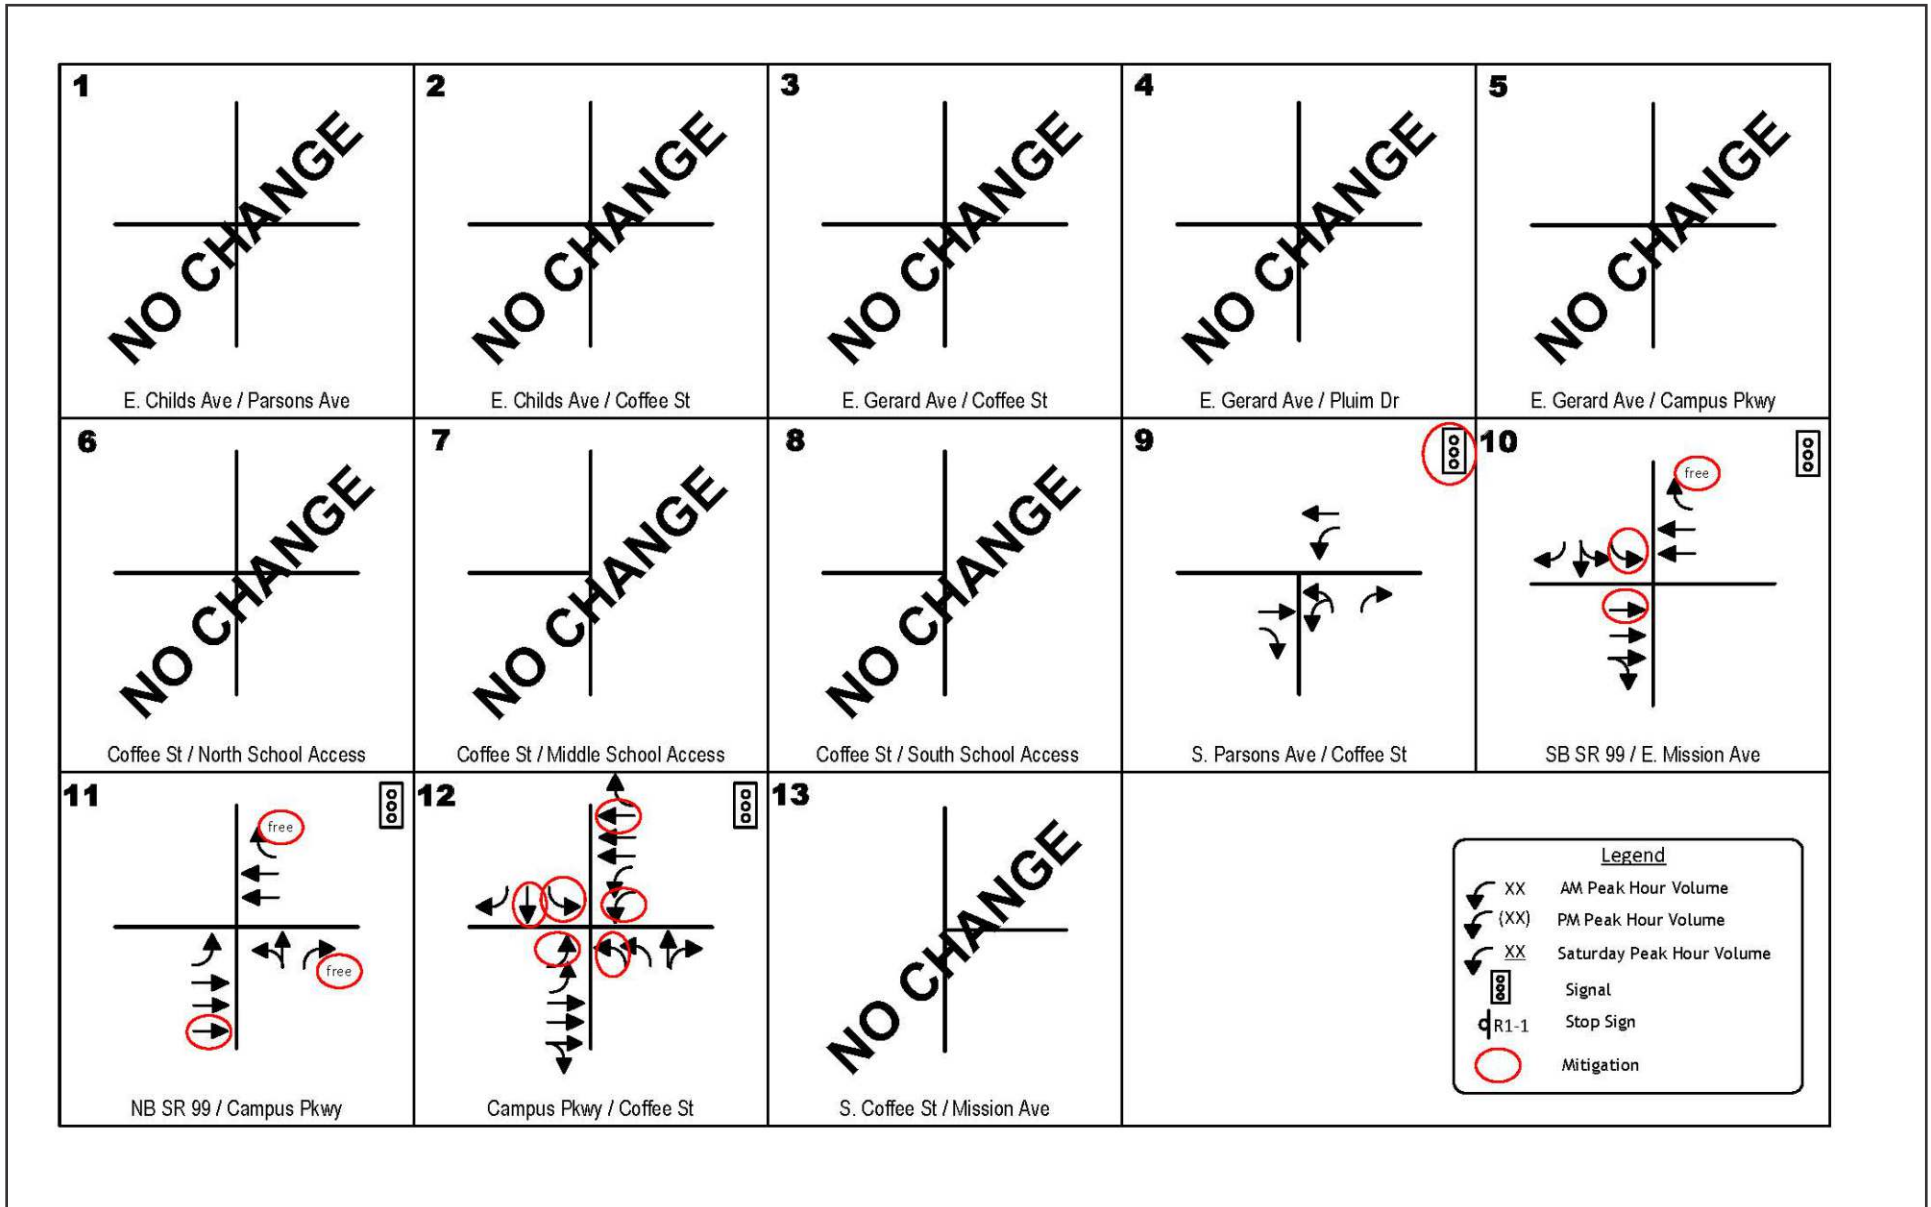 1
NO CHANGE
E. Childs Ave / Parsons Ave
2
NO CHANGE
E. Childs Ave / Coffee St
3
NO CHANGE
E. Gerard Ave / Coffee St
4
NO CHANGE
E. Gerard Ave / Pluim Dr
5
NO CHANGE
E. Gerard Ave / Campus Pkwy
6
NO CHANGE
Coffee St / North School Access
7
NO CHANGE
Coffee St / Middle School Access
8
NO CHANGE
Coffee St / South School Access
9
S. Parsons Ave / Coffee St
10
free
SB SR 99 / E. Mission Ave
11
free
free
NB SR 99 / Campus Pkwy
12
Campus Pkwy / Coffee St
13
NO CHANGE
S. Coffee St / Mission Ave
Legend
XX AM Peak Hour Volume
(XX) PM Peak Hour Volume
XX Saturday Peak Hour Volume
Signal
R1-1 Stop Sign
Mitigation